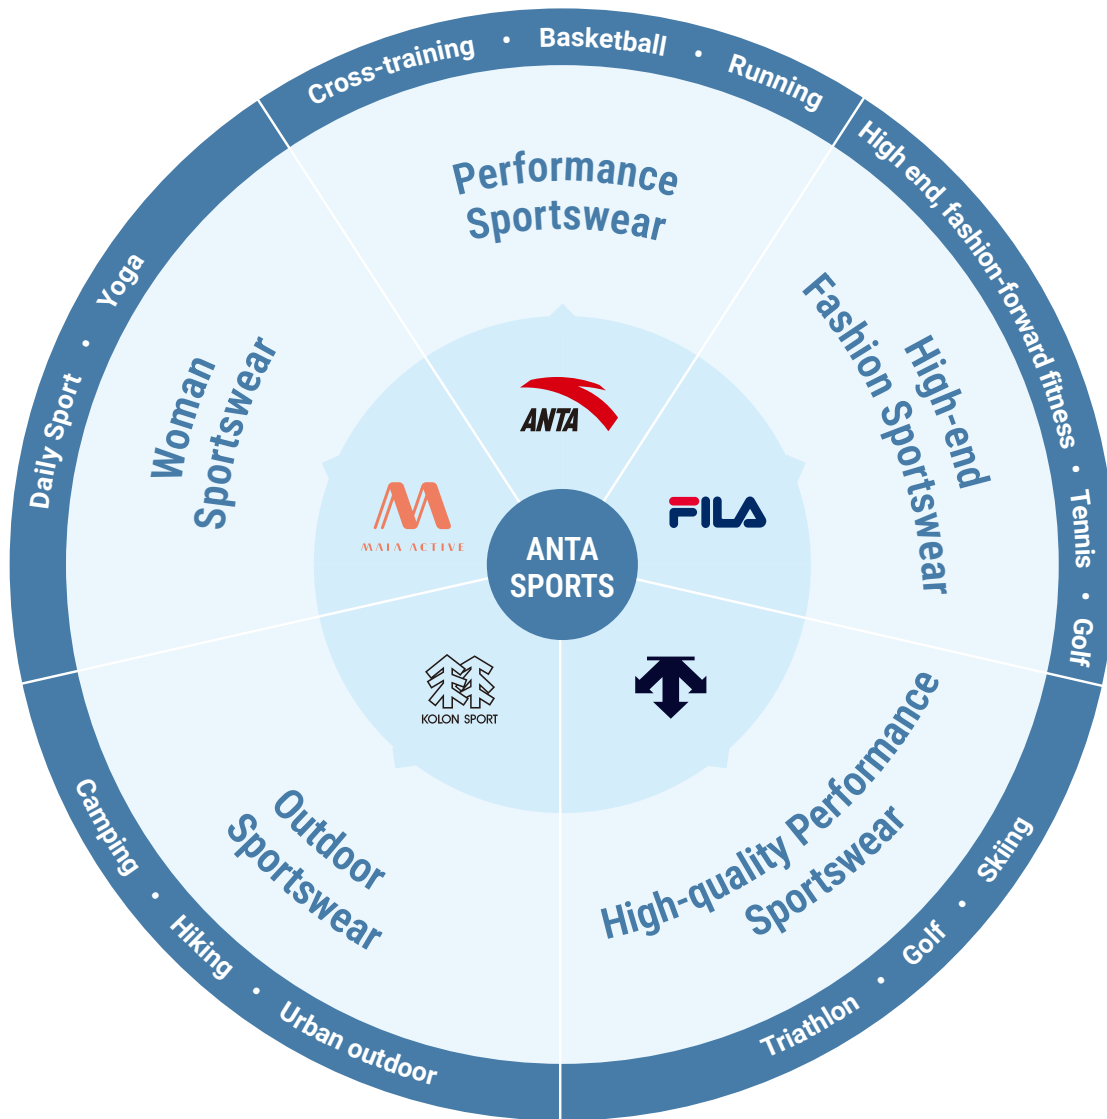 Cross-training • Basketball • Running
Performance
Sportswear
ANTA
High end, fashion-forward fitness • Tennis • Golf
High-end
Fashion Sportswear
FILA
Skiing • Golf • Triathlon
High-quality Performance
Sportswear
Camping • Hiking • Urban outdoor
Outdoor
Sportswear
KOLON SPORT
Daily Sport • Yoga
Woman
Sportswear
MAIA ACTIVE
ANTA
SPORTS